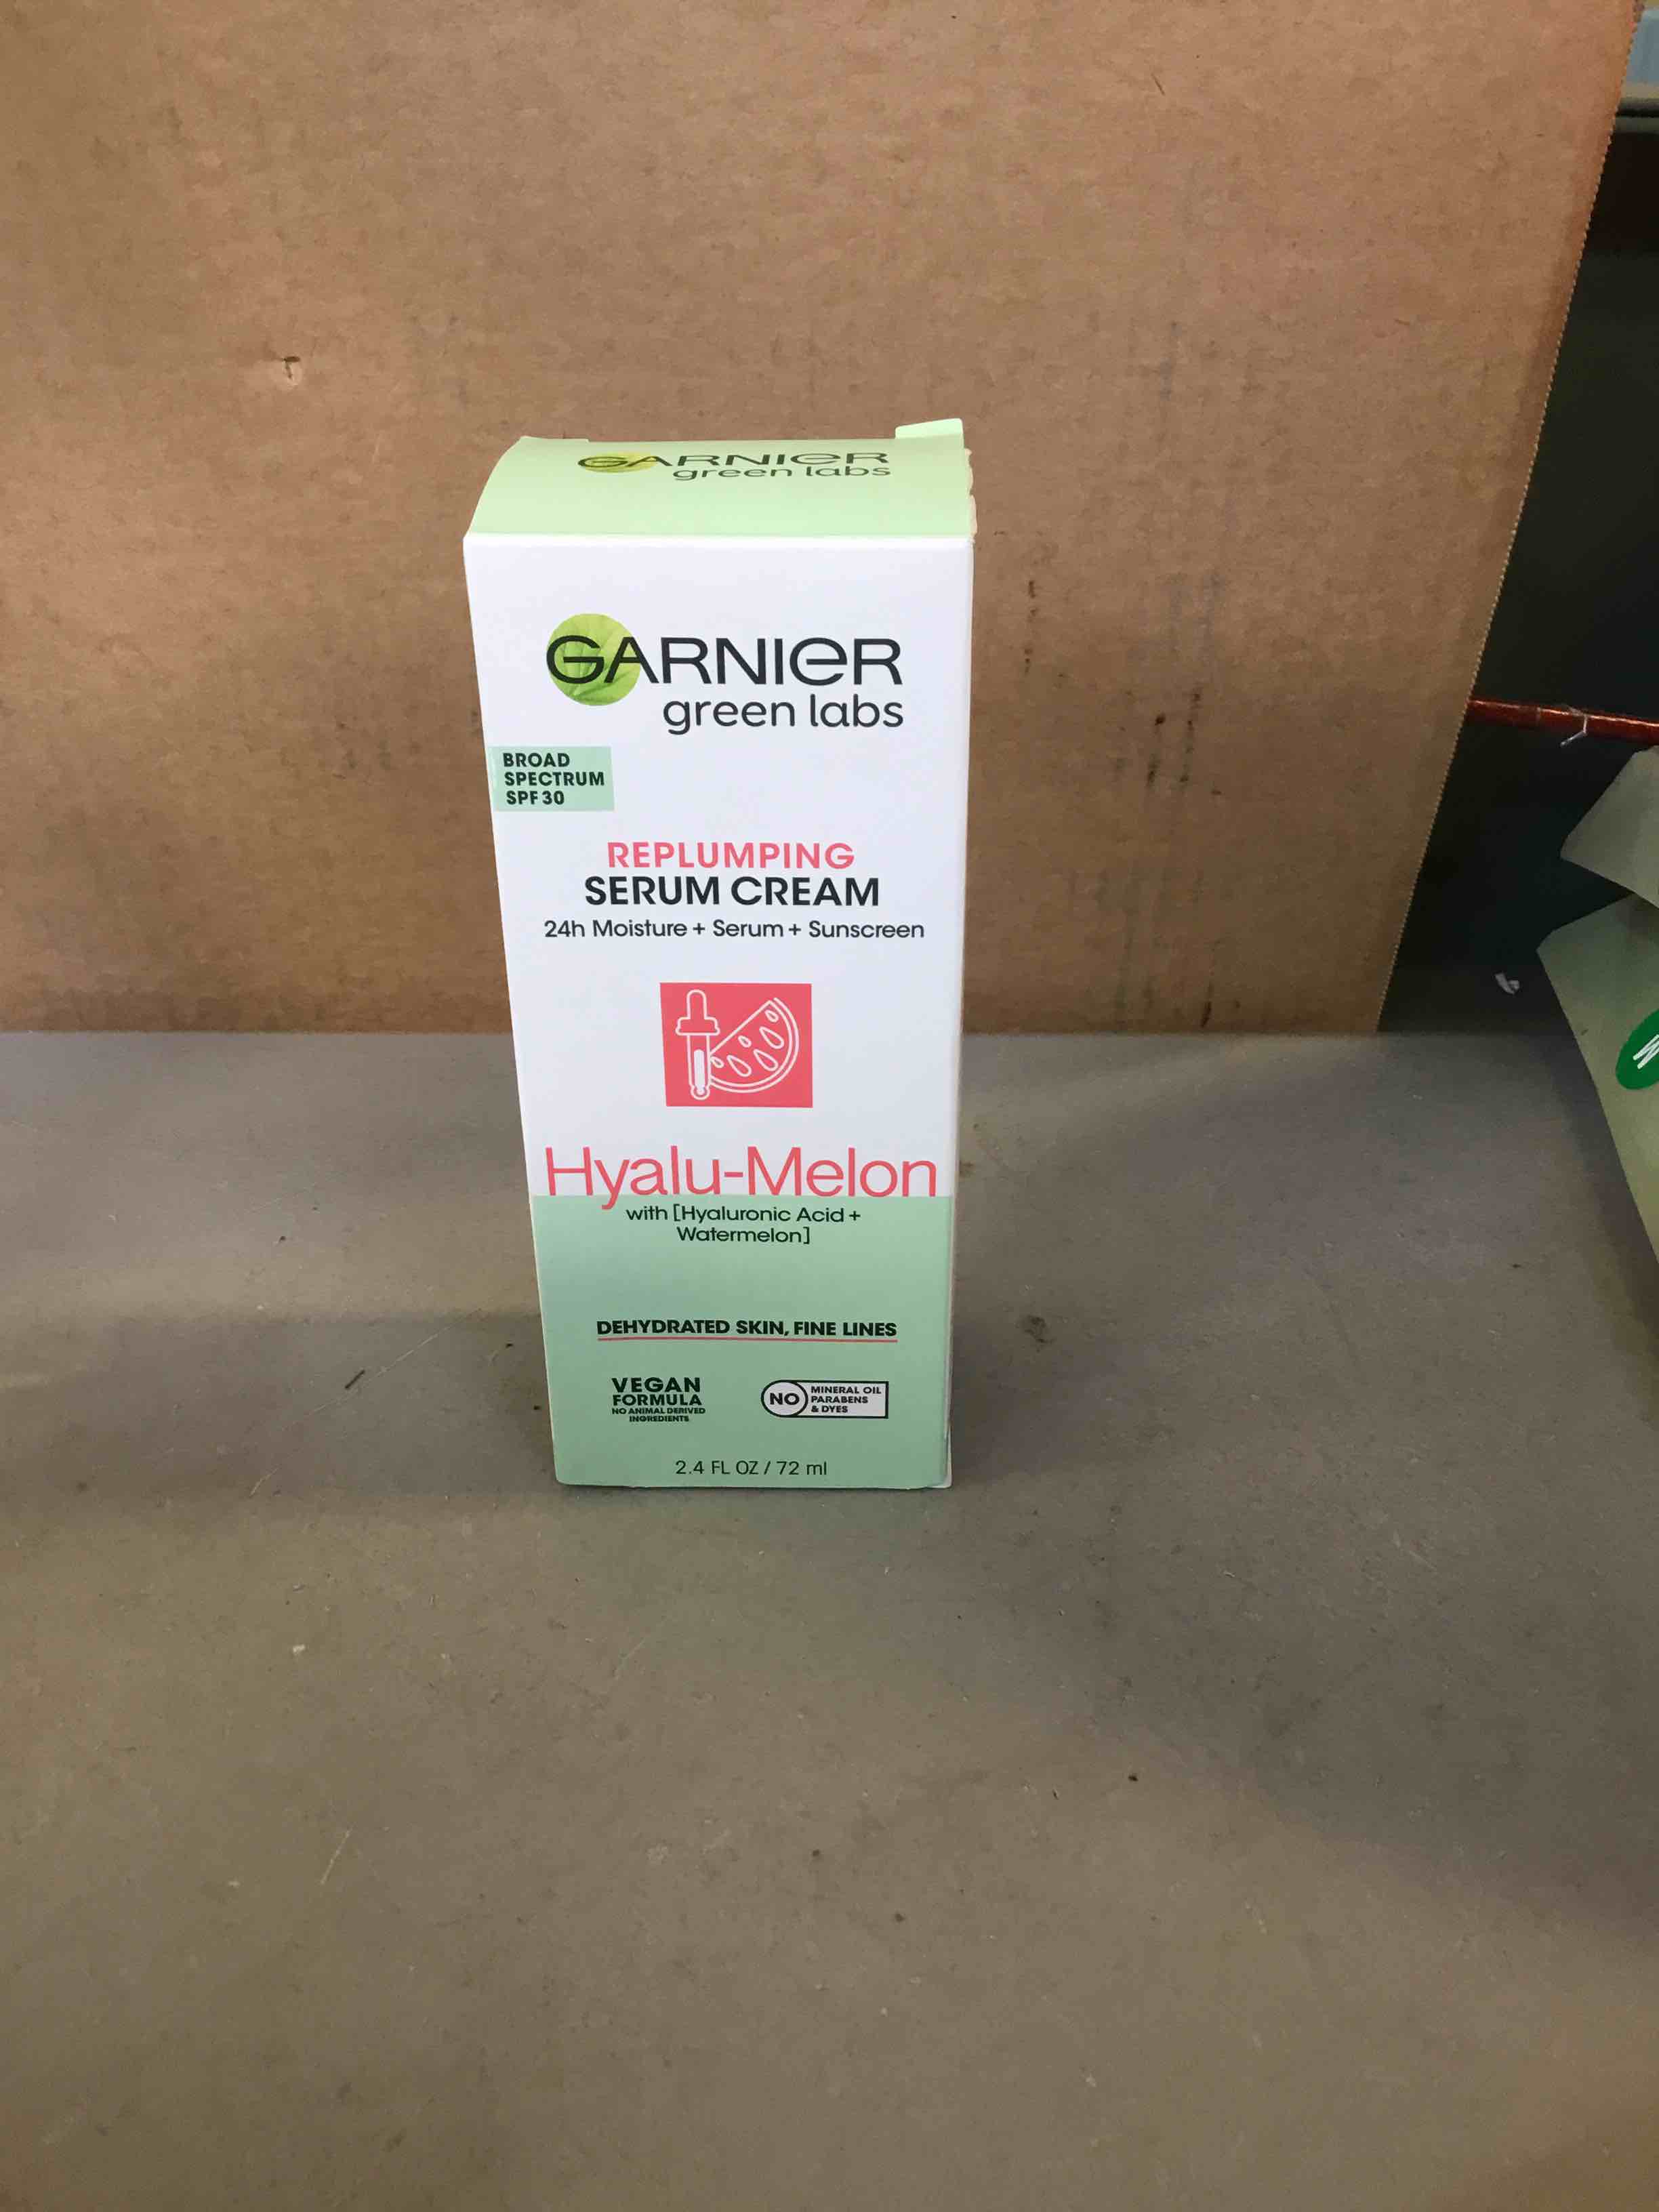 GARNIER
green labs
GARNIER
green labs
BROAD
SPECTRUM
SPF 30
REPLUMPING
SERUM CREAM
24h Moisture + Serum + Sunscreen
Hyalu-Melon
with [Hyaluronic Acid +
Watermelon]
DEHYDRATED SKIN, FINE LINES
VEGAN
FORMULA
NO ANIMAL DERIVED
INGREDIENTS
NO
MINERAL OIL
PARABENS
& DYES
2.4 FL OZ / 72 ml